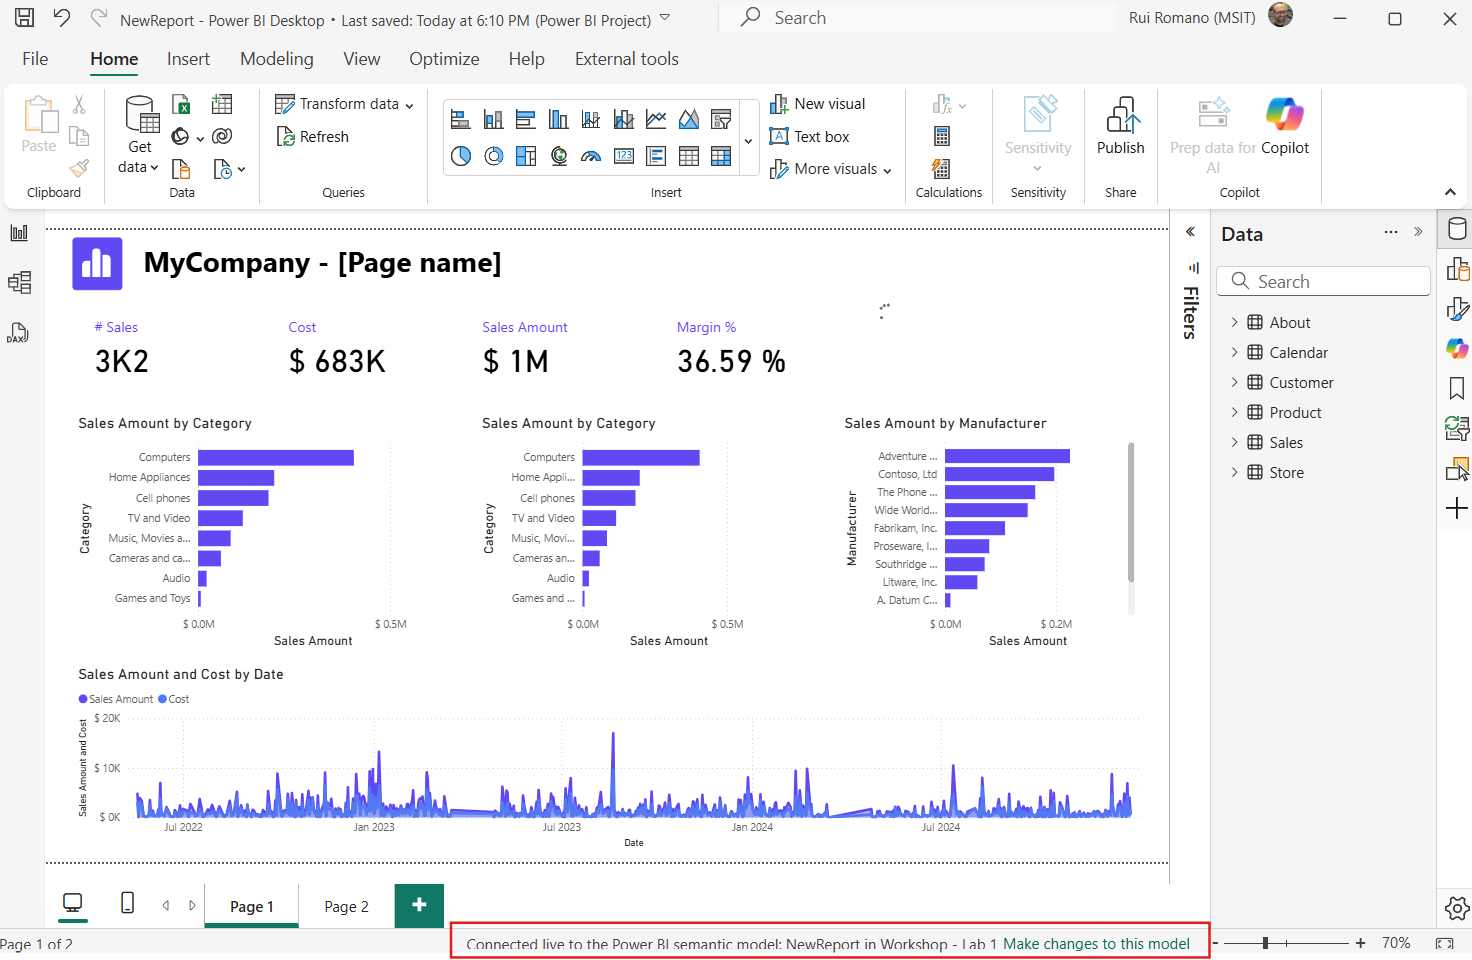 NewReport - Power BI Desktop • Last saved: Today at 6:10 PM (Power BI Project)
Search
Rui Romano (MSIT)
File
Home
Insert
Modeling
View
Optimize
Help
External tools
Paste
Clipboard
Get data
Data
Transform data
Refresh
Queries
123
New visual
Text box
More visuals
Insert
fx
Calculations
Sensitivity
Sensitivity
Publish
Share
Prep data for AI
Copilot
Copilot
DAX
MyCompany - [Page name]
# Sales
3K2
Cost
$ 683K
Sales Amount
$ 1M
Margin %
36.59 %
Sales Amount by Category
Category
Computers
Home Appliances
Cell phones
TV and Video
Music, Movies a...
Cameras and ca...
Audio
Games and Toys
$ 0.0M
$ 0.5M
Sales Amount
Sales Amount by Category
Category
Computers
Home Appli...
Cell phones
TV and Video
Music, Movi...
Cameras an...
Audio
Games and ...
$ 0.0M
$ 0.5M
Sales Amount
Sales Amount by Manufacturer
Manufacturer
Adventure ...
Contoso, Ltd
The Phone ...
Wide World...
Fabrikam, Inc.
Proseware, I...
Southridge ...
Litware, Inc.
A. Datum C...
$ 0.0M
$ 0.2M
Sales Amount
Sales Amount and Cost by Date
Sales Amount
Cost
Sales Amount and Cost
$ 20K
$ 10K
$ 0K
Jul 2022
Jan 2023
Jul 2023
Jan 2024
Jul 2024
Date
Filters
Data
Search
About
Calendar
Customer
Product
Sales
Store
Page 1
Page 2
Page 1 of 2
Connected live to the Power BI semantic model: NewReport in Workshop - Lab 1 Make changes to this model
70%